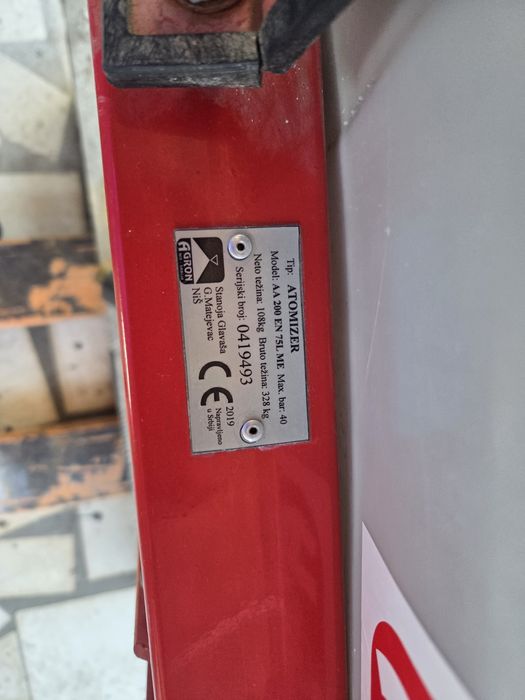 Tip: ATOMIZER
Model: AA 200 EN 75L ME Max. bar: 40
Neto težina: 108kg Bruto težina: 328 kg
Serijski broj: 0419493
AGRON
Stanoja Glavaša
G.Matejevac
NiŠ
CE
2019
Napravljeno
u Srbiji